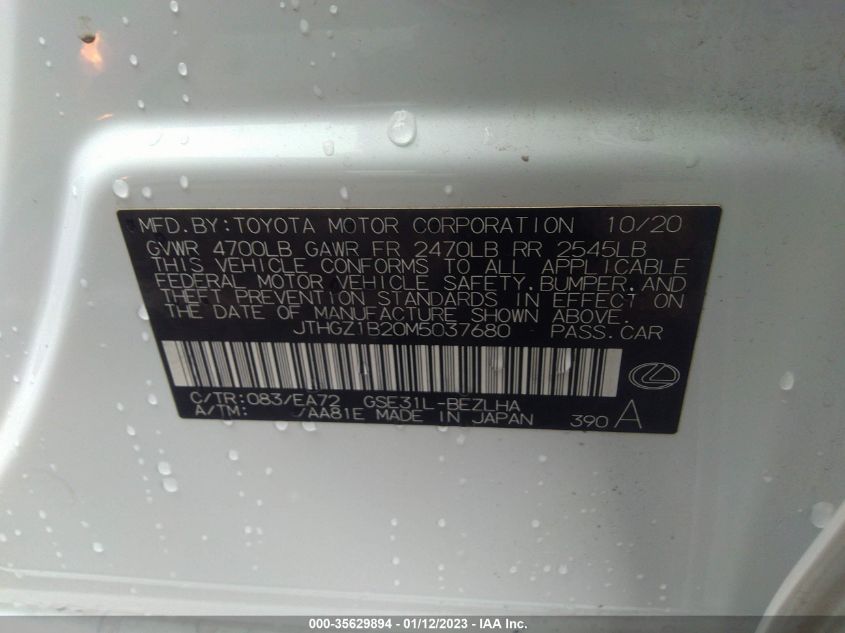 MFD.BY:TOYOTA MOTOR CORPORATION 10/20
GVWR 4700LB GAWR FR 2470LB RR 2545LB
THIS VEHICLE CONFORMS TO ALL APPLICABLE
FEDERAL MOTOR VEHICLE SAFETY,BUMPER,AND
THEFT PREVENTION STANDARDS IN EFFECT ON
THE DATE OF MANUFACTURE SHOWN ABOVE.
JTHGZ1B20M5037680 PASS.CAR
C/TR:083/EA72 GSE31L-BEZLHA
A/TM: /AA81E MADE IN JAPAN 390 A
000-35629894 - 01/12/2023 - IAA Inc.